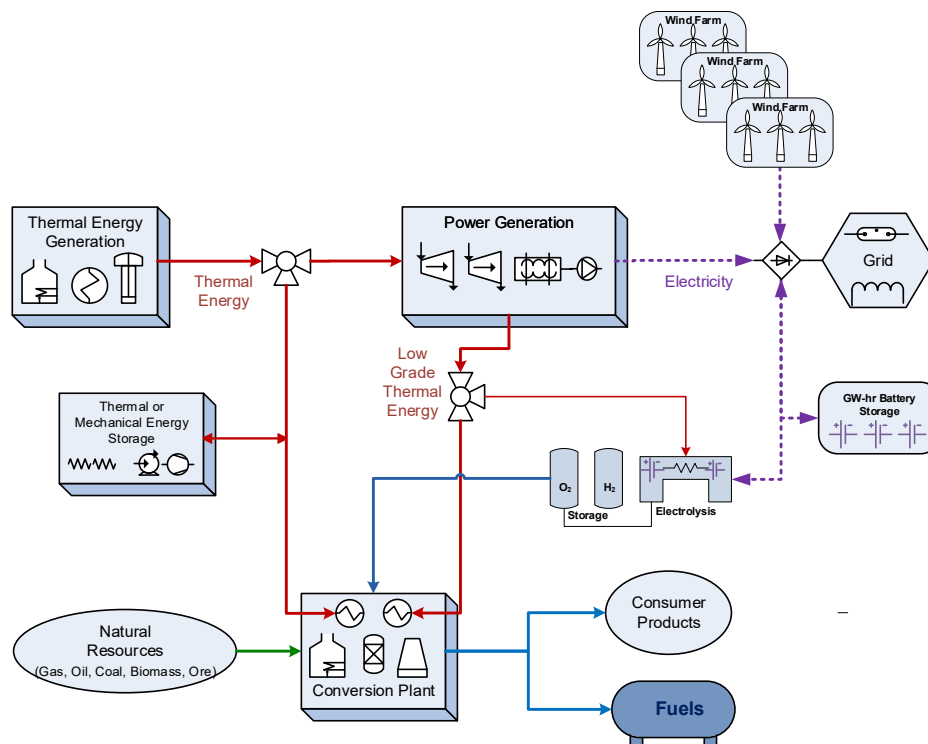 Wind Farm
Wind Farm
Wind Farm
Thermal Energy
Generation
Power Generation
Grid
Thermal
Energy
Electricity
Low
Grade
Thermal
Energy
GW-hr Battery
Storage
Thermal or
Mechanical Energy
Storage
O₂
H₂
Storage
Electrolysis
Consumer
Products
Natural
Resources
(Gas, Oil, Coal, Biomass, Ore)
Conversion Plant
Fuels